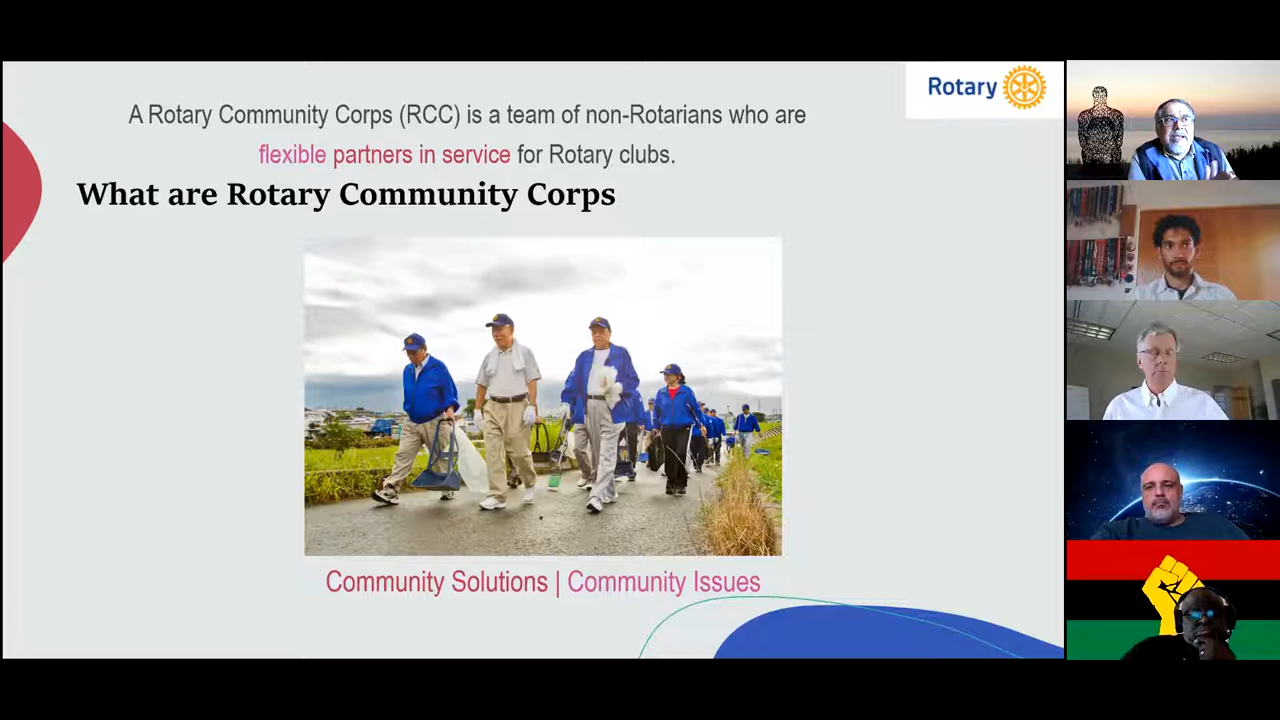 Rotary
A Rotary Community Corps (RCC) is a team of non-Rotarians who are
flexible partners in service for Rotary clubs.
What are Rotary Community Corps
Community Solutions | Community Issues